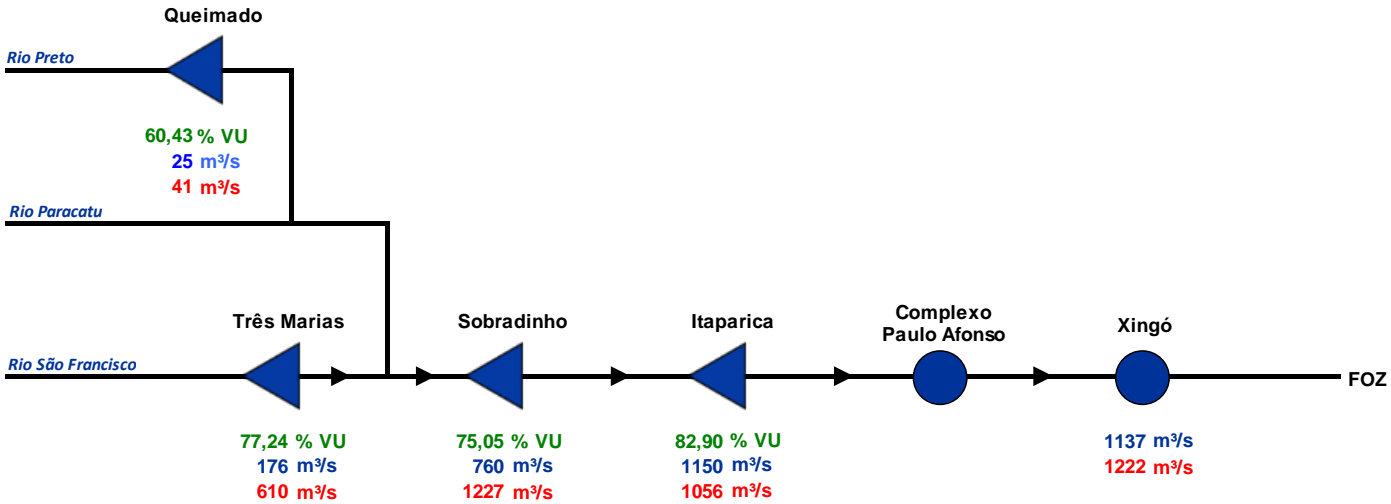 Queimado
Rio Preto
60,43 % VU
25 m³/s
41 m³/s
Rio Paracatu
Três Marias
Sobradinho
Itaparica
Complexo
Paulo Afonso
Xingó
Rio São Francisco
FOZ
77,24 % VU
176 m³/s
610 m³/s
75,05 % VU
760 m³/s
1227 m³/s
82,90 % VU
1150 m³/s
1056 m³/s
1137 m³/s
1222 m³/s